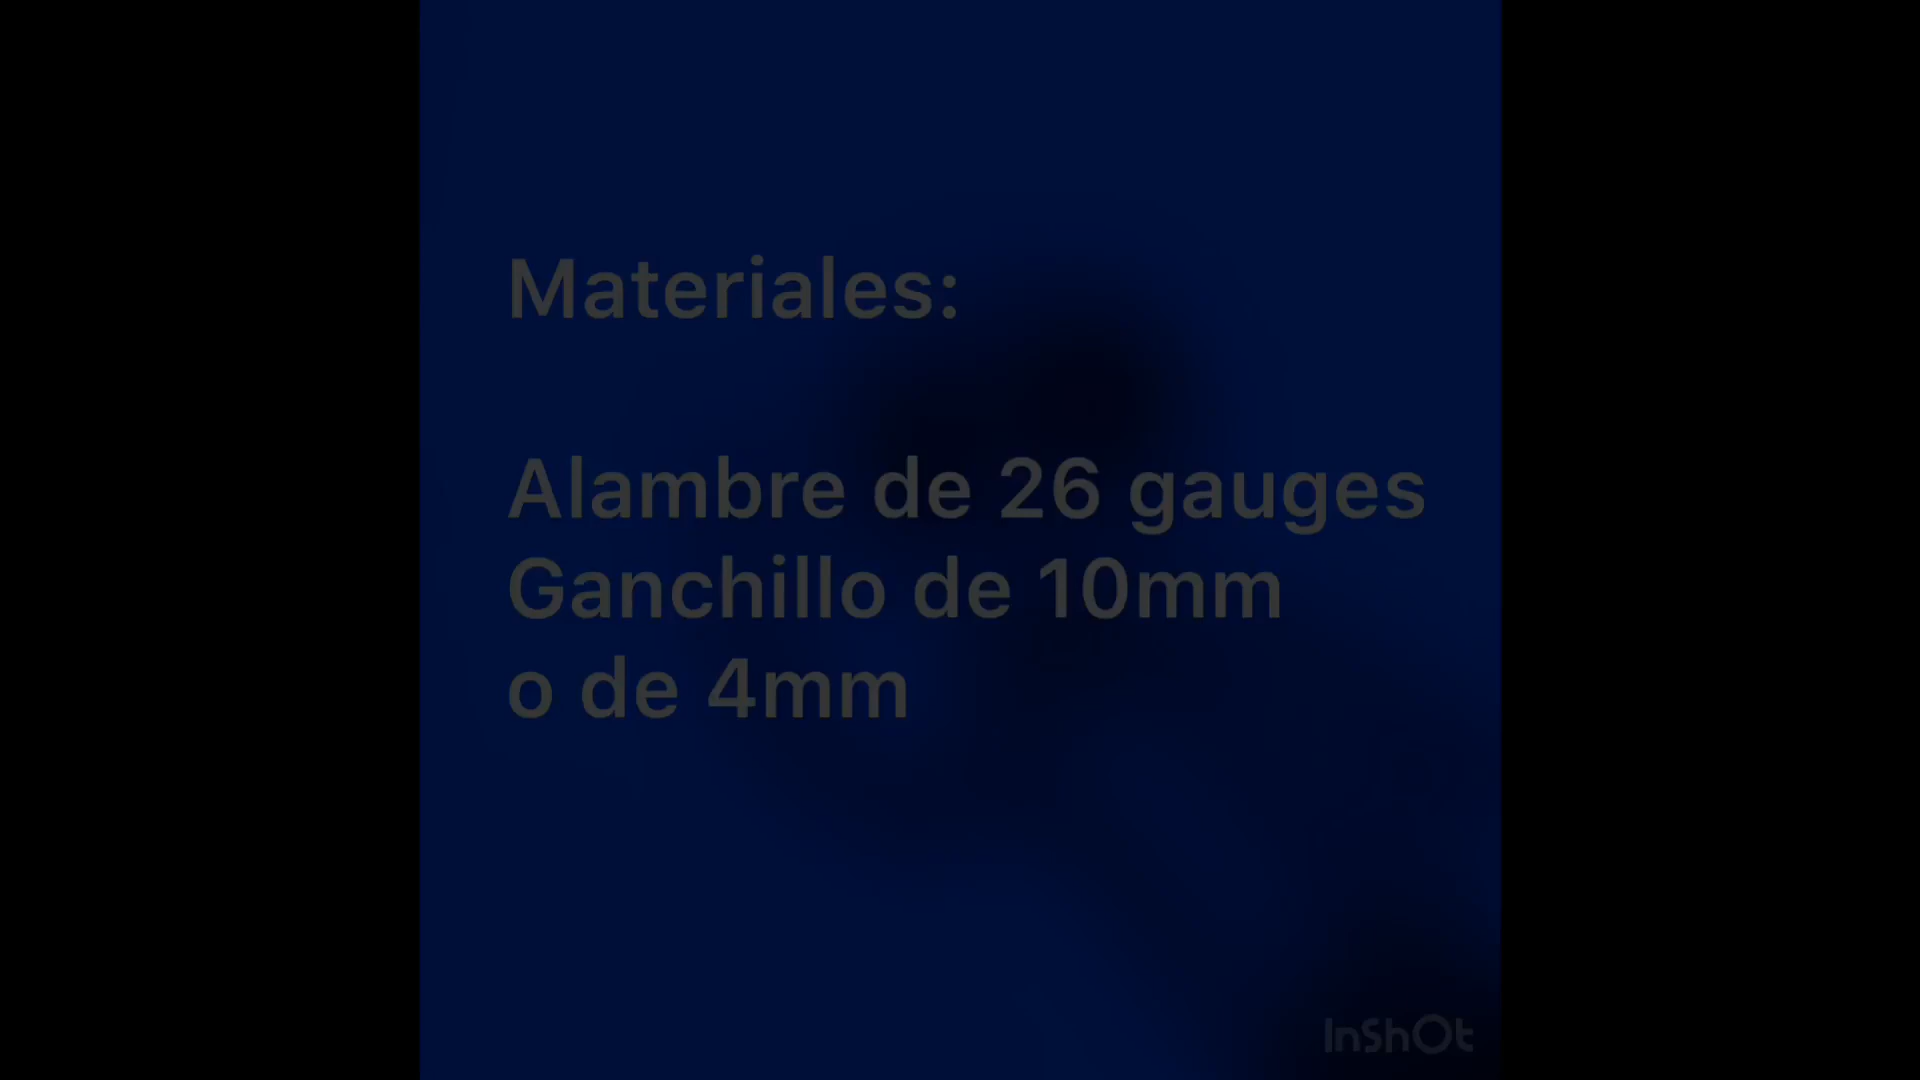 Materiales:
Alambre de 26 gauges
Ganchillo de 10mm
o de 4mm
InShOt